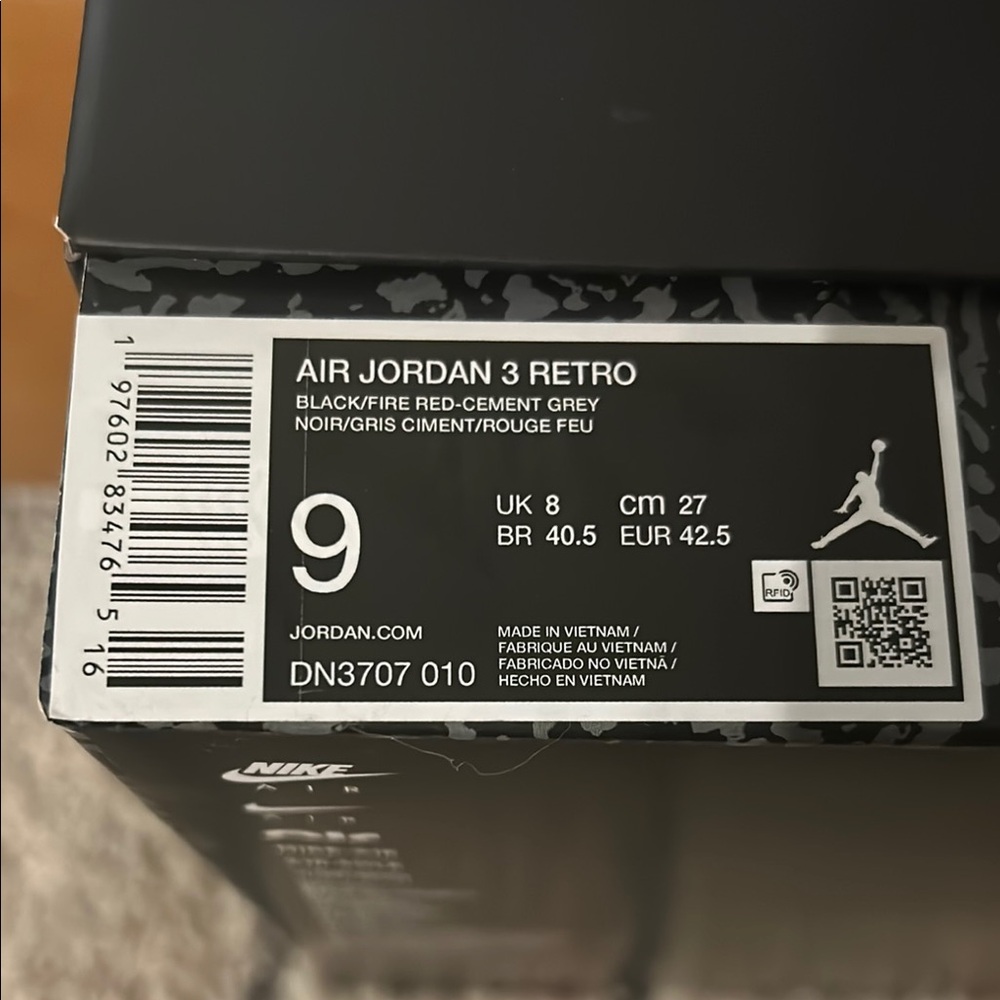 AIR JORDAN 3 RETRO
BLACK/FIRE RED-CEMENT GREY
NOIR/GRIS CIMENT/ROUGE FEU
9
UK 8 cm 27
BR 40.5 EUR 42.5
RFID
JORDAN.COM
DN3707 010
MADE IN VIETNAM /
FABRIQUE AU VIETNAM /
FABRICADO NO VIETNÃ /
HECHO EN VIETNAM
1 97602 83476 5 16
NIKE
AIR